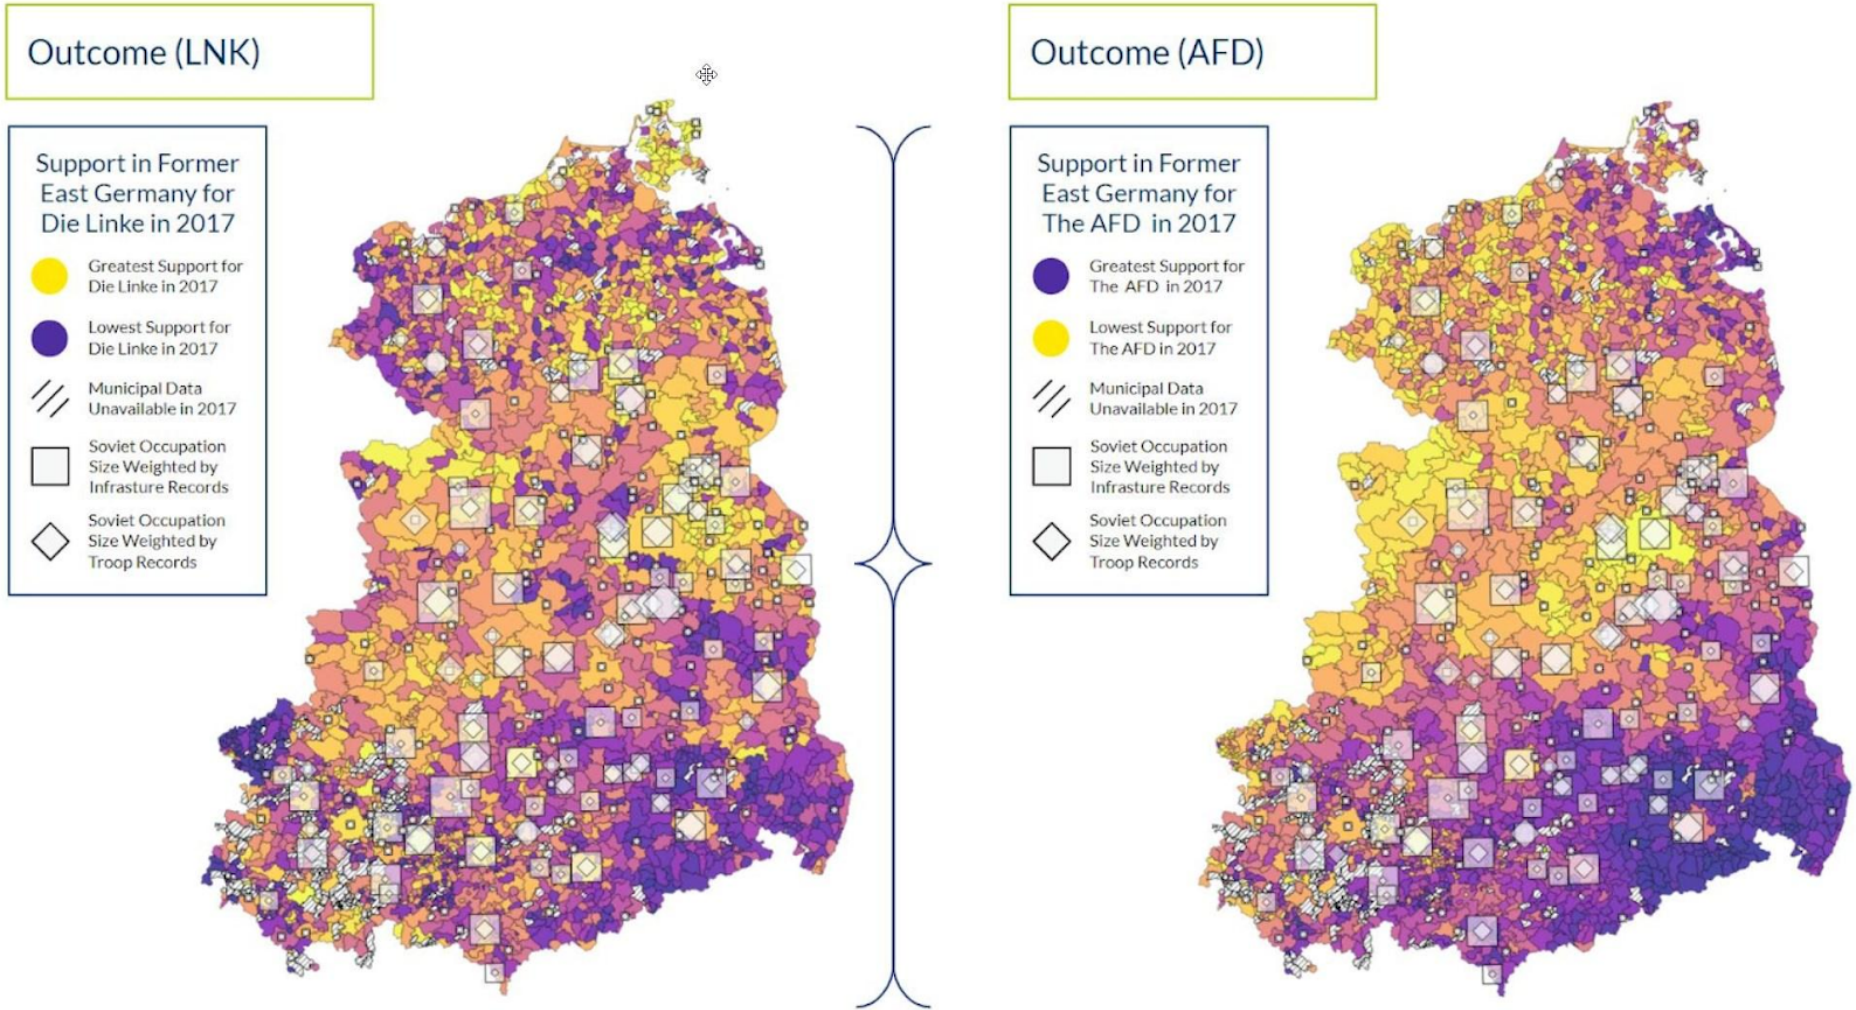 Outcome (LNK)
Support in Former
East Germany for
Die Linke in 2017
Greatest Support for
Die Linke in 2017
Lowest Support for
Die Linke in 2017
Municipal Data
Unavailable in 2017
Soviet Occupation
Size Weighted by
Infrasture Records
Soviet Occupation
Size Weighted by
Troop Records
Outcome (AFD)
Support in Former
East Germany for
The AFD in 2017
Greatest Support for
The AFD in 2017
Lowest Support for
The AFD in 2017
Municipal Data
Unavailable in 2017
Soviet Occupation
Size Weighted by
Infrasture Records
Soviet Occupation
Size Weighted by
Troop Records